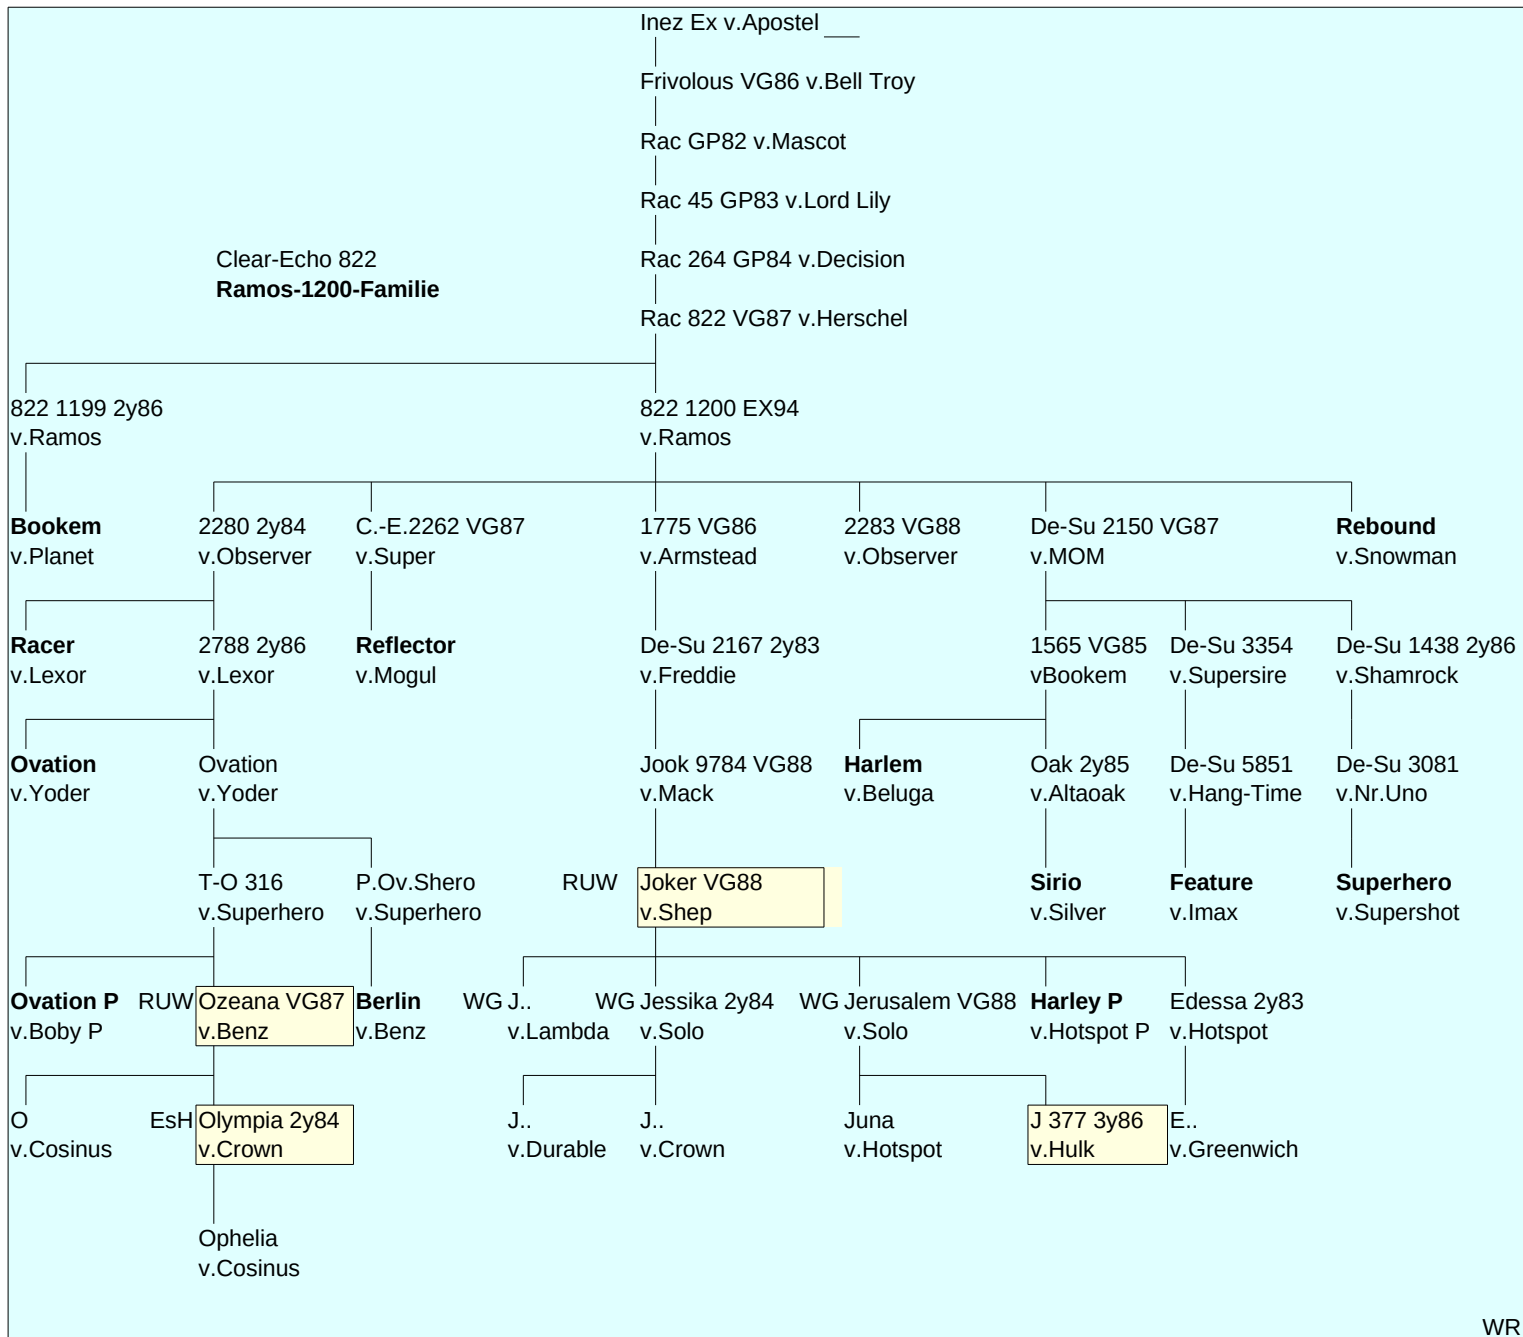 Inez Ex v.Apostel ___
Frivolous VG86 v.Bell Troy
Rac GP82 v.Mascot
Rac 45 GP83 v.Lord Lily
Clear-Echo 822 Rac 264 GP84 v.Decision
Ramos-1200-Familie
Rac 822 VG87 v.Herschel
822 1199 2y86 822 1200 EX94
v.Ramos v.Ramos
Bookem 2280 2y84 C.-E.2262 VG87 1775 VG86 2283 VG88 De-Su 2150 VG87 Rebound
v.Planet v.Observer v.Super v.Armstead v.Observer v.MOM v.Snowman
Racer 2788 2y86 Reflector De-Su 2167 2y83 1565 VG85 De-Su 3354 De-Su 1438 2y86
v.Lexor v.Lexor v.Mogul v.Freddie vBookem v.Supersire v.Shamrock
Ovation Ovation Jook 9784 VG88 Harlem Oak 2y85 De-Su 5851 De-Su 3081
v.Yoder v.Yoder v.Mack v.Beluga v.Altaoak v.Hang-Time v.Nr.Uno
T-O 316 P.Ov.Shero RUW Joker VG88 Sirio Feature Superhero
v.Superhero v.Superhero v.Shep v.Silver v.Imax v.Supershot
Ovation P RUW Ozeana VG87 Berlin WG J.. WG Jessika 2y84 WG Jerusalem VG88 Harley P Edessa 2y83
v.Boby P v.Benz v.Benz v.Lambda v.Solo v.Solo v.Hotspot P v.Hotspot
O EsH Olympia 2y84 J.. J.. Juna J 377 3y86 E..
v.Cosinus v.Crown v.Durable v.Crown v.Hotspot v.Hulk v.Greenwich
Ophelia
v.Cosinus
WR